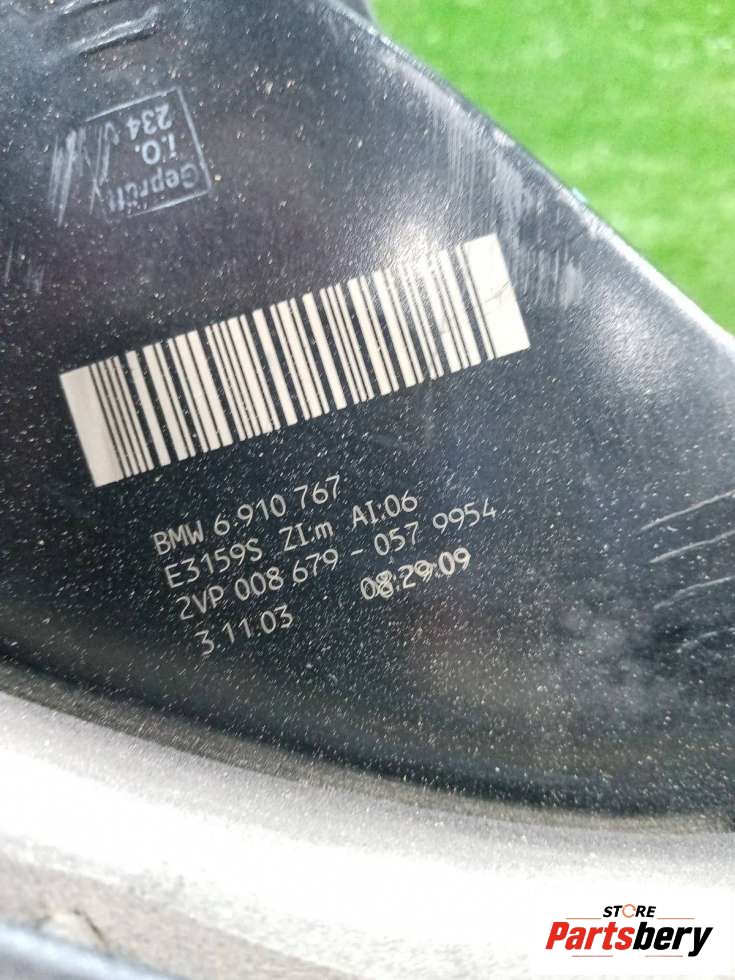 Geprüft
i.O.
234
BMW 6 910 767
E3159S ZI:m AI:06
2VP 008 679 - 057 9954
3 11.03 08:29:09
STORE
Partsbery